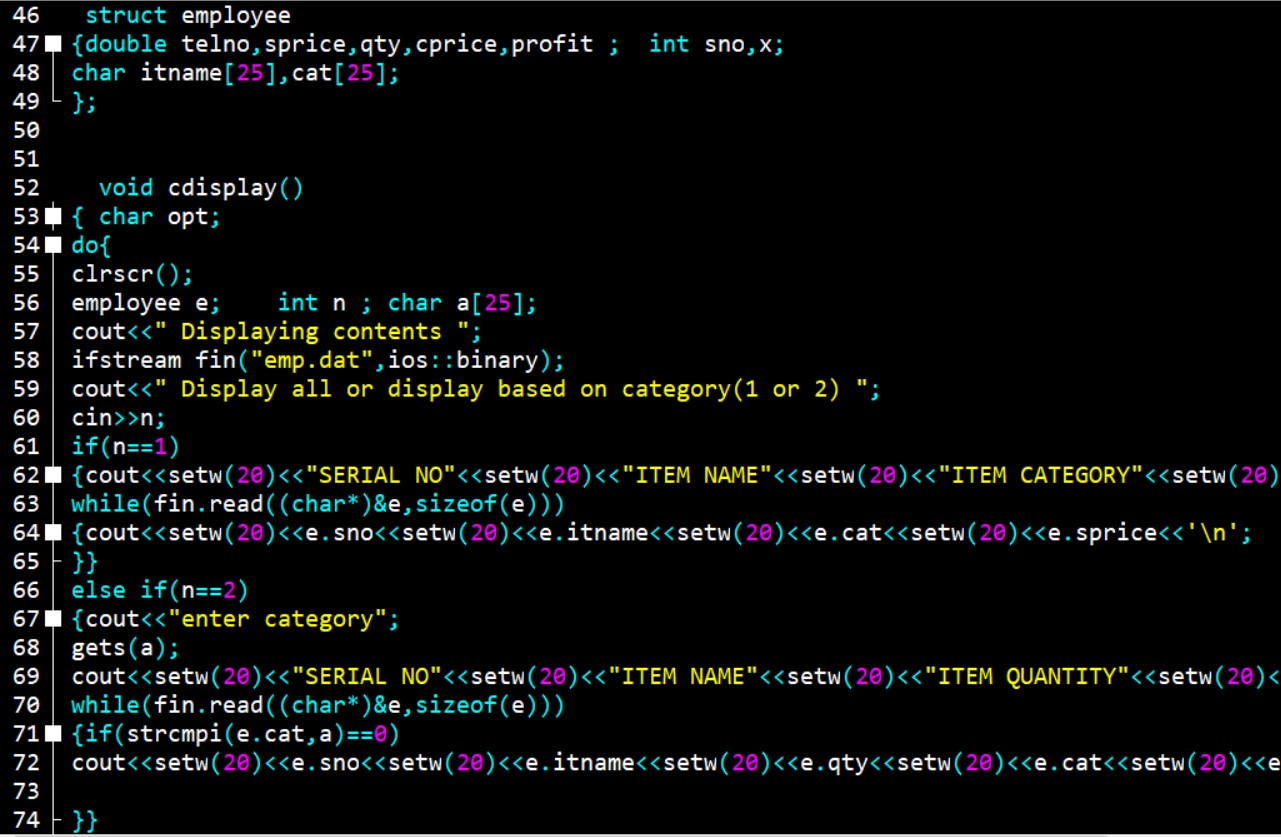 46 struct employee
47 {double telno,sprice,qty,cprice,profit ; int sno,x;
48 char itname[25],cat[25];
49 };
50
51
52 void cdisplay()
53 { char opt;
54 do{
55 clrscr();
56 employee e; int n ; char a[25];
57 cout<<" Displaying contents ";
58 ifstream fin("emp.dat",ios::binary);
59 cout<<" Display all or display based on category(1 or 2) ";
60 cin>>n;
61 if(n==1)
62 {cout<<setw(20)<<"SERIAL NO"<<setw(20)<<"ITEM NAME"<<setw(20)<<"ITEM CATEGORY"<<setw(20)
63 while(fin.read((char*)&e,sizeof(e)))
64 {cout<<setw(20)<<e.sno<<setw(20)<<e.itname<<setw(20)<<e.cat<<setw(20)<<e.sprice<<'\n';
65 }}
66 else if(n==2)
67 {cout<<"enter category";
68 gets(a);
69 cout<<setw(20)<<"SERIAL NO"<<setw(20)<<"ITEM NAME"<<setw(20)<<"ITEM QUANTITY"<<setw(20)<
70 while(fin.read((char*)&e,sizeof(e)))
71 {if(strcmpi(e.cat,a)==0)
72 cout<<setw(20)<<e.sno<<setw(20)<<e.itname<<setw(20)<<e.qty<<setw(20)<<e.cat<<setw(20)<<e
73
74 }}